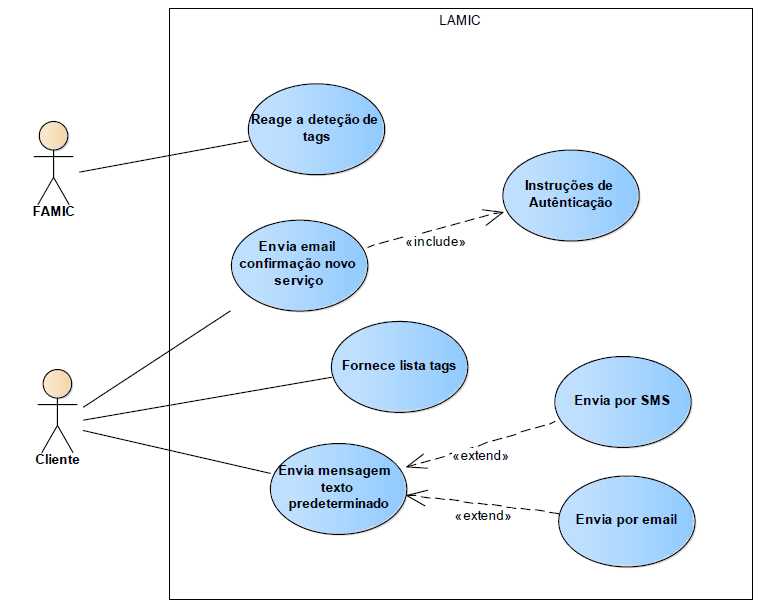 LAMIC
Reage a deteção de
tags
FAMIC
Instruções de
Autênticação
Envia email
confirmação novo
serviço
«include»
Fornece lista tags
Envia por SMS
Cliente
«extend»
Envia mensagem
texto
predeterminado
«extend»
Envia por email